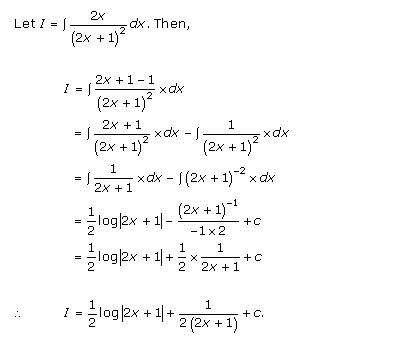 Let I = ∫ 2x/(2x + 1)² dx. Then,
I = ∫ (2x + 1 − 1)/(2x + 1)² × dx
= ∫ (2x + 1)/(2x + 1)² × dx − ∫ 1/(2x + 1)² × dx
= ∫ 1/(2x + 1) × dx − ∫ (2x + 1)⁻² × dx
= 1/2 log|2x + 1| − (2x + 1)⁻¹/(−1 × 2) + c
= 1/2 log|2x + 1| + 1/2 × 1/(2x + 1) + c
∴ I = 1/2 log|2x + 1| + 1/(2(2x + 1)) + c.